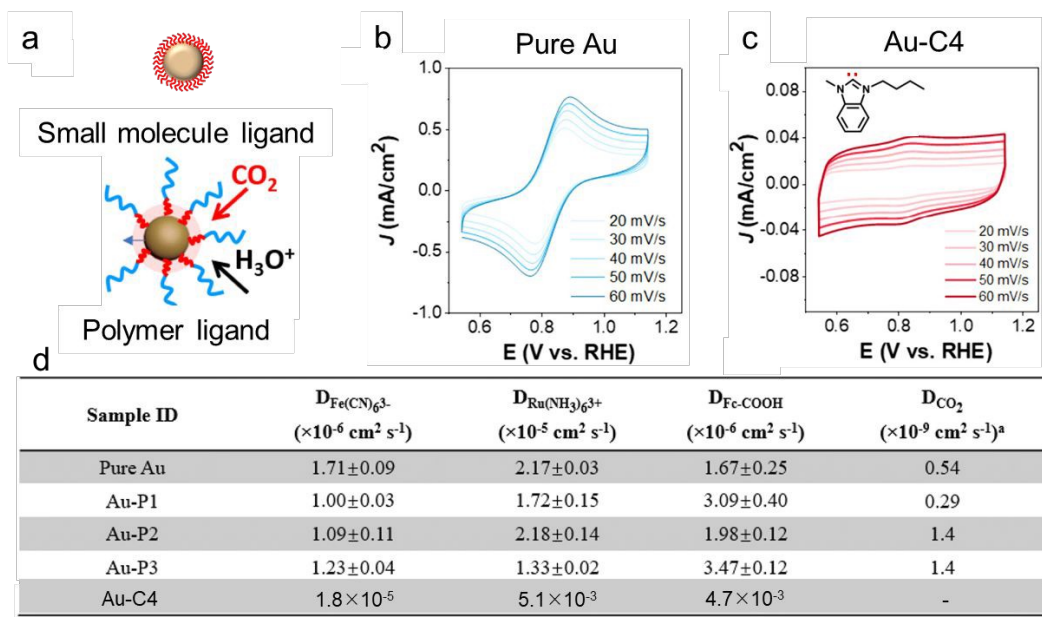 a
Small molecule ligand
CO2
H3O+
Polymer ligand
b
Pure Au
J (mA/cm2)
1.0
0.5
0.0
-0.5
-1.0
20 mV/s
30 mV/s
40 mV/s
50 mV/s
60 mV/s
0.6 0.8 1.0 1.2
E (V vs. RHE)
c
Au-C4
N N
J (mA/cm2)
0.08
0.04
0.00
-0.04
-0.08
20 mV/s
30 mV/s
40 mV/s
50 mV/s
60 mV/s
0.6 0.8 1.0 1.2
E (V vs. RHE)
d
Sample ID DFe(CN)63- (×10-6 cm2 s-1) DRu(NH3)63+ (×10-5 cm2 s-1) DFc-COOH (×10-6 cm2 s-1) DCO2 (×10-9 cm2 s-1)a
Pure Au 1.71±0.09 2.17±0.03 1.67±0.25 0.54
Au-P1 1.00±0.03 1.72±0.15 3.09±0.40 0.29
Au-P2 1.09±0.11 2.18±0.14 1.98±0.12 1.4
Au-P3 1.23±0.04 1.33±0.02 3.47±0.12 1.4
Au-C4 1.8×10-5 5.1×10-3 4.7×10-3 -